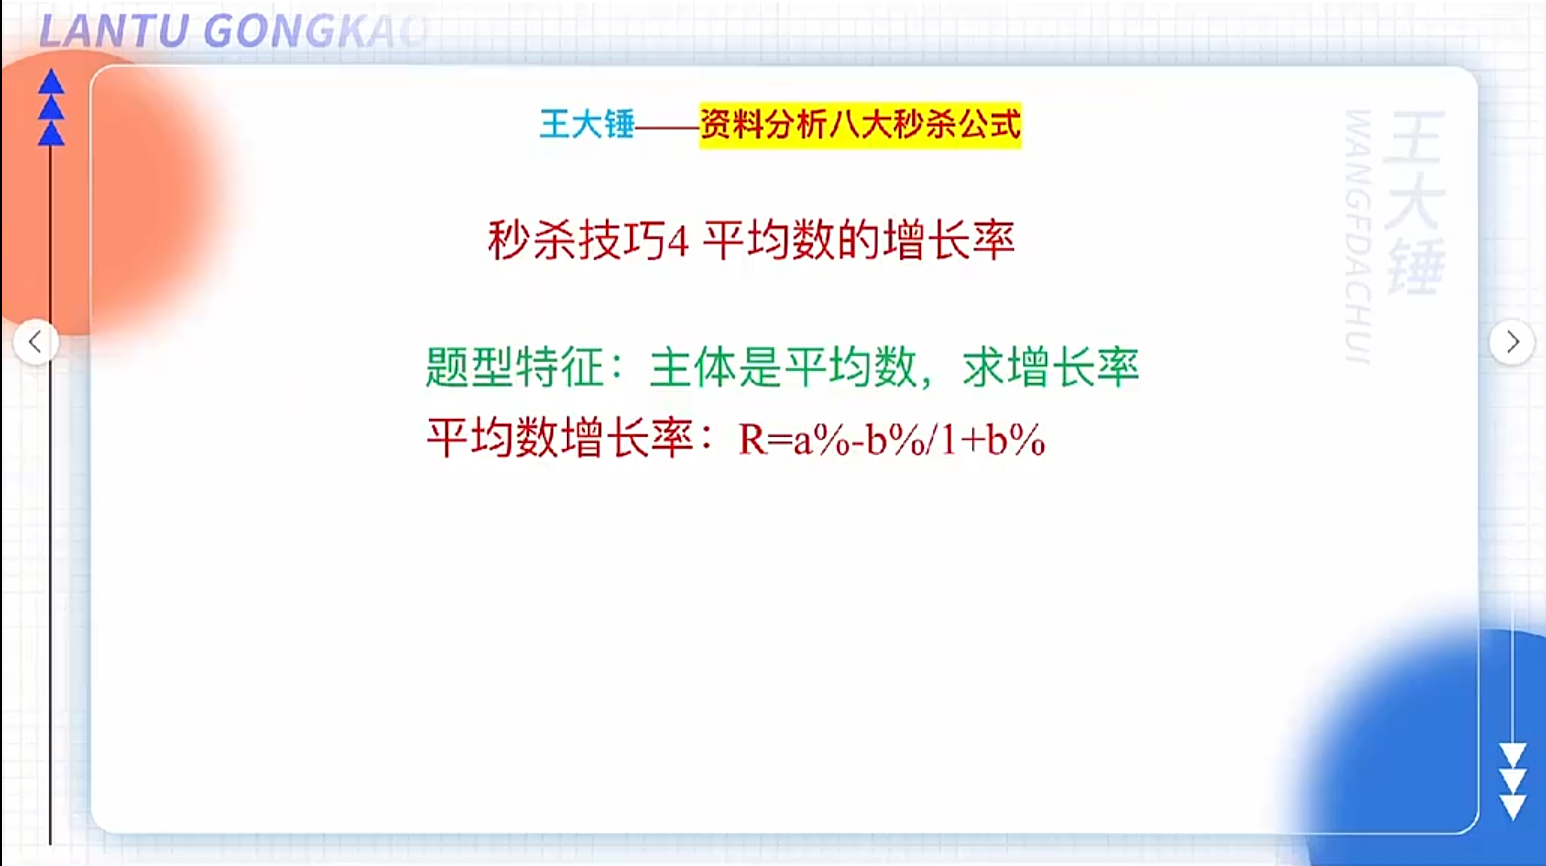 LANTU GONGKAO
王大锤——资料分析八大秒杀公式
秒杀技巧4 平均数的增长率
题型特征：主体是平均数，求增长率
平均数增长率：R=a%-b%/1+b%
王大锤
WANGDACHUI